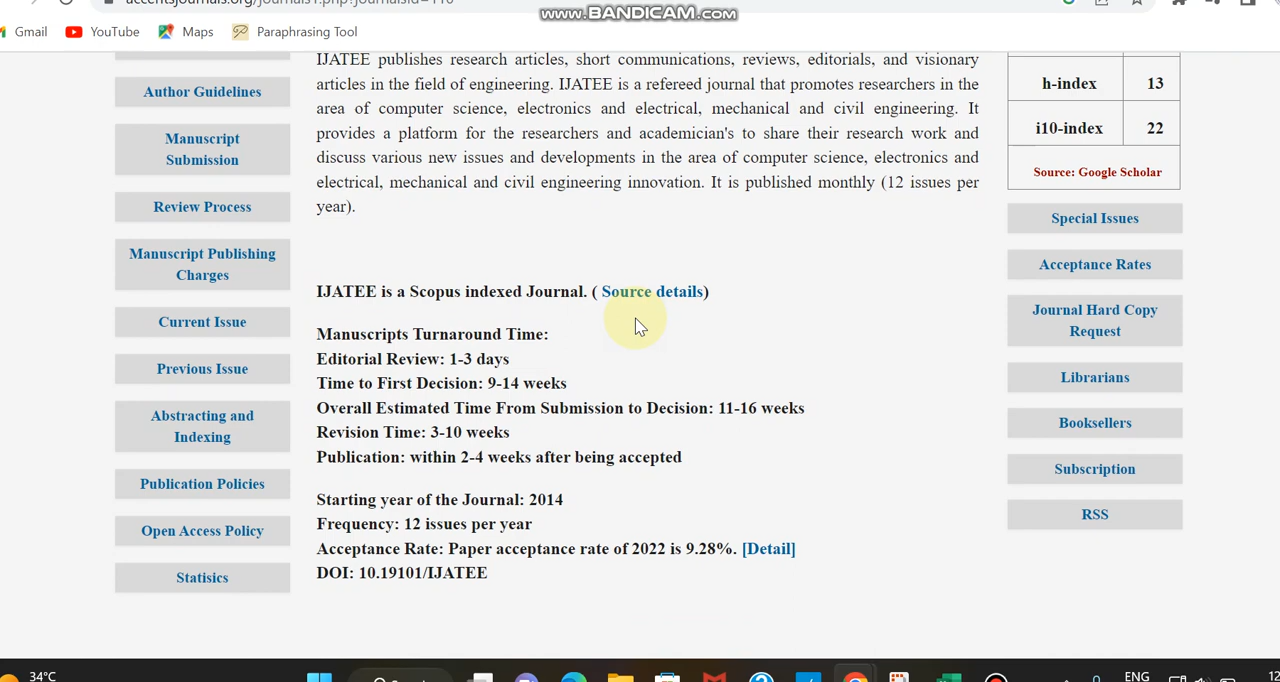 accentsjournals.org/journals1.php?journalsId=110
www.BANDICAM.com
Gmail YouTube Maps Paraphrasing Tool
Author Guidelines
Manuscript
Submission
Review Process
Manuscript Publishing
Charges
Current Issue
Previous Issue
Abstracting and
Indexing
Publication Policies
Open Access Policy
Statisics
IJATEE publishes research articles, short communications, reviews, editorials, and visionary
articles in the field of engineering. IJATEE is a refereed journal that promotes researchers in the
area of computer science, electronics and electrical, mechanical and civil engineering. It
provides a platform for the researchers and academician's to share their research work and
discuss various new issues and developments in the area of computer science, electronics and
electrical, mechanical and civil engineering innovation. It is published monthly (12 issues per
year).
IJATEE is a Scopus indexed Journal. ( Source details)
Manuscripts Turnaround Time:
Editorial Review: 1-3 days
Time to First Decision: 9-14 weeks
Overall Estimated Time From Submission to Decision: 11-16 weeks
Revision Time: 3-10 weeks
Publication: within 2-4 weeks after being accepted
Starting year of the Journal: 2014
Frequency: 12 issues per year
Acceptance Rate: Paper acceptance rate of 2022 is 9.28%. [Detail]
DOI: 10.19101/IJATEE
h-index 13
i10-index 22
Source: Google Scholar
Special Issues
Acceptance Rates
Journal Hard Copy
Request
Librarians
Booksellers
Subscription
RSS
34°C
ENG